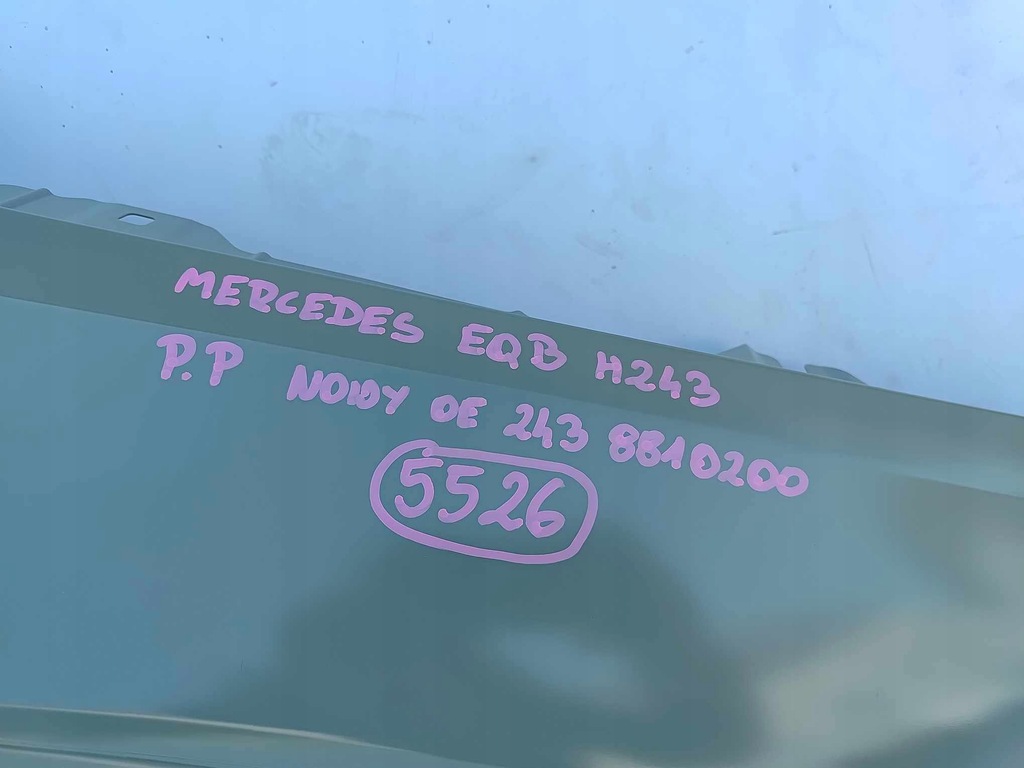 MERCEDES EQB H243
P.P NOWY OE 243 8810200
5526